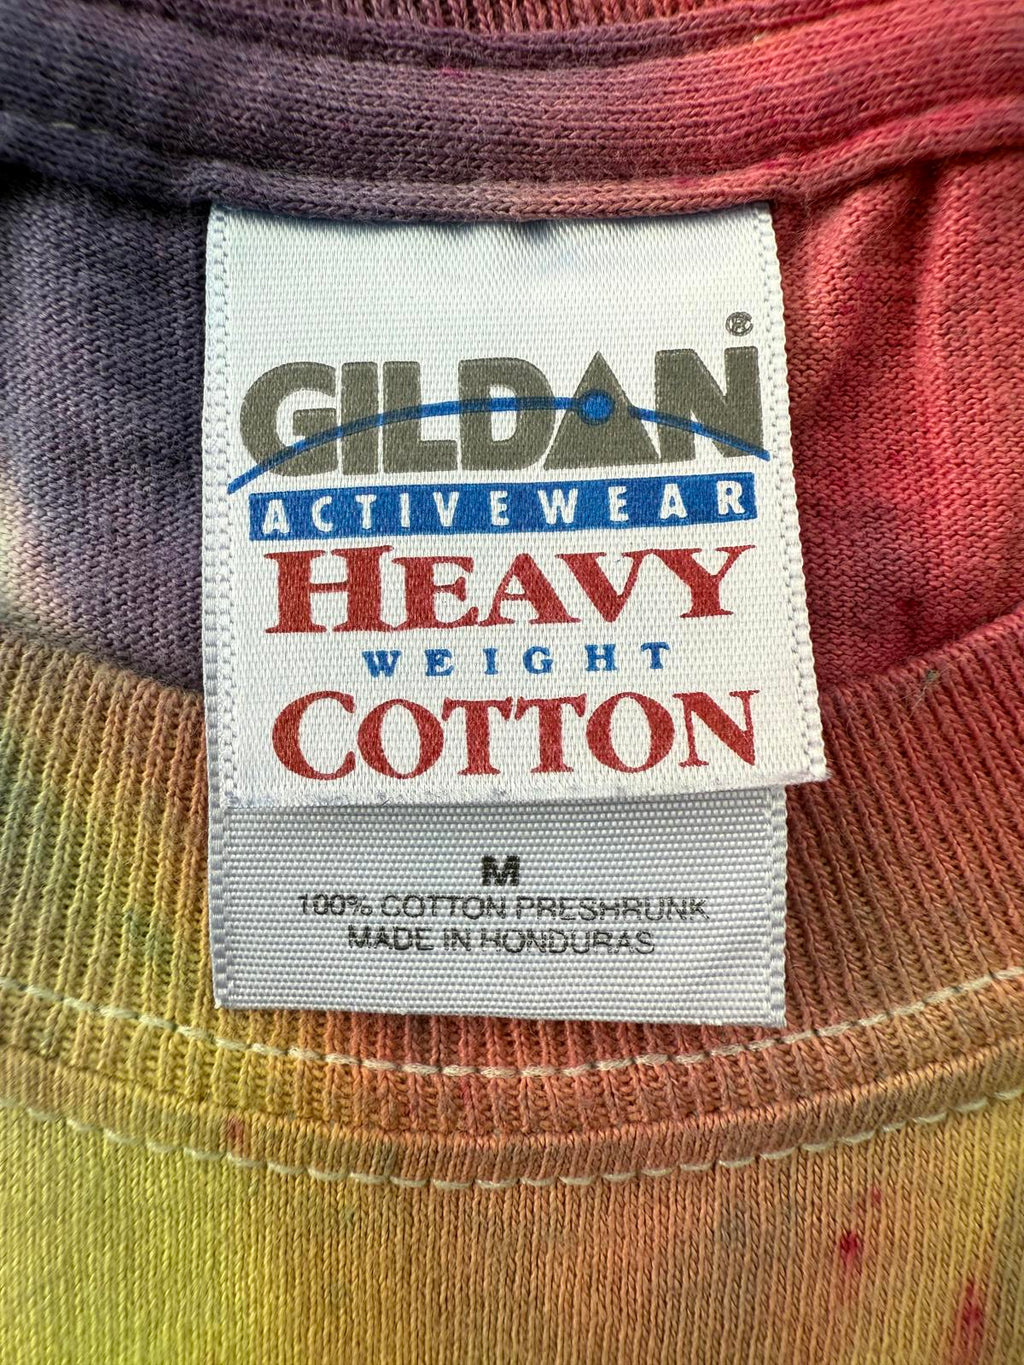 ®
GILDAN
ACTIVEWEAR
HEAVY
WEIGHT
COTTON
M
100% COTTON PRESHRUNK
MADE IN HONDURAS